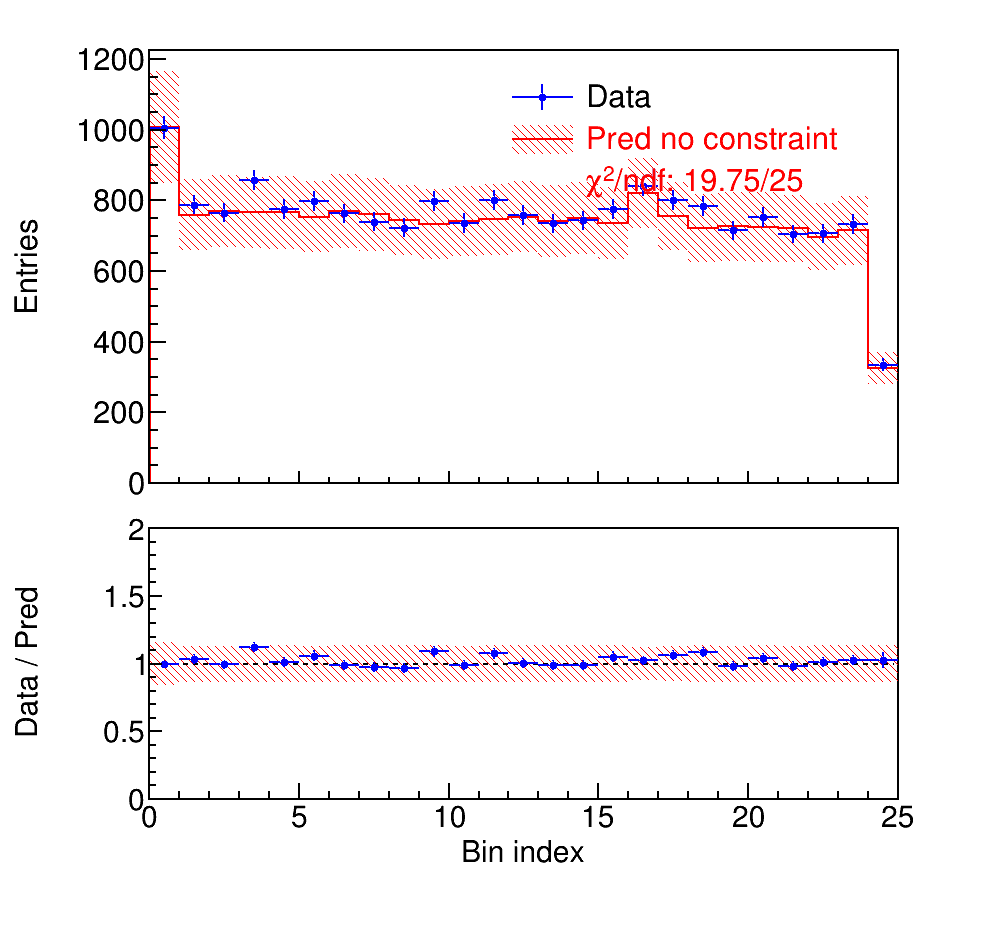 1200
1000
800
600
400
200
0
Entries
Data
Pred no constraint
χ²/ndf: 19.75/25
2
1.5
1
0.5
0
Data / Pred
0 5 10 15 20 25
Bin index